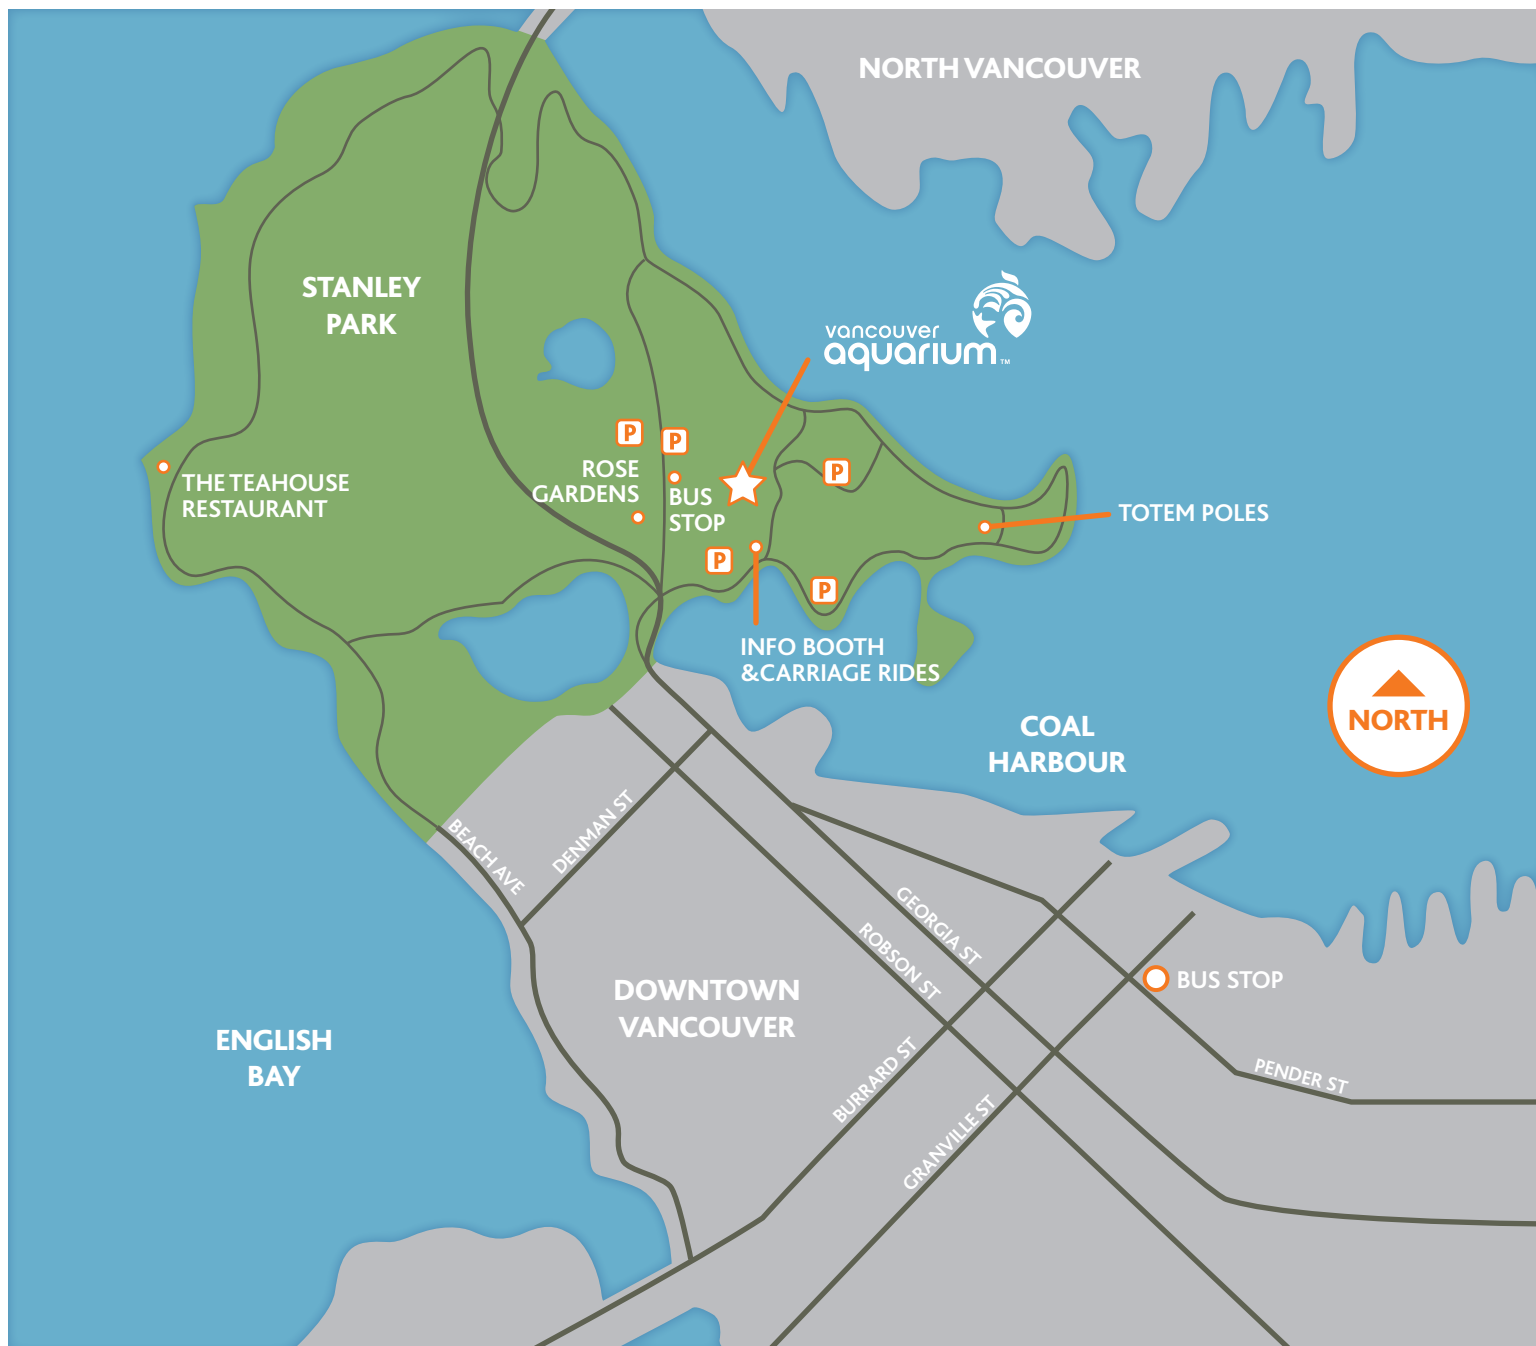 NORTH VANCOUVER
STANLEY
PARK
vancouver
aquarium™
P
P
ROSE
GARDENS
BUS
STOP
P
THE TEAHOUSE
RESTAURANT
TOTEM POLES
P
P
INFO BOOTH
&CARRIAGE RIDES
COAL
HARBOUR
NORTH
BEACH AVE
DENMAN ST
GEORGIA ST
ROBSON ST
DOWNTOWN
VANCOUVER
BUS STOP
ENGLISH
BAY
BURRARD ST
GRANVILLE ST
PENDER ST